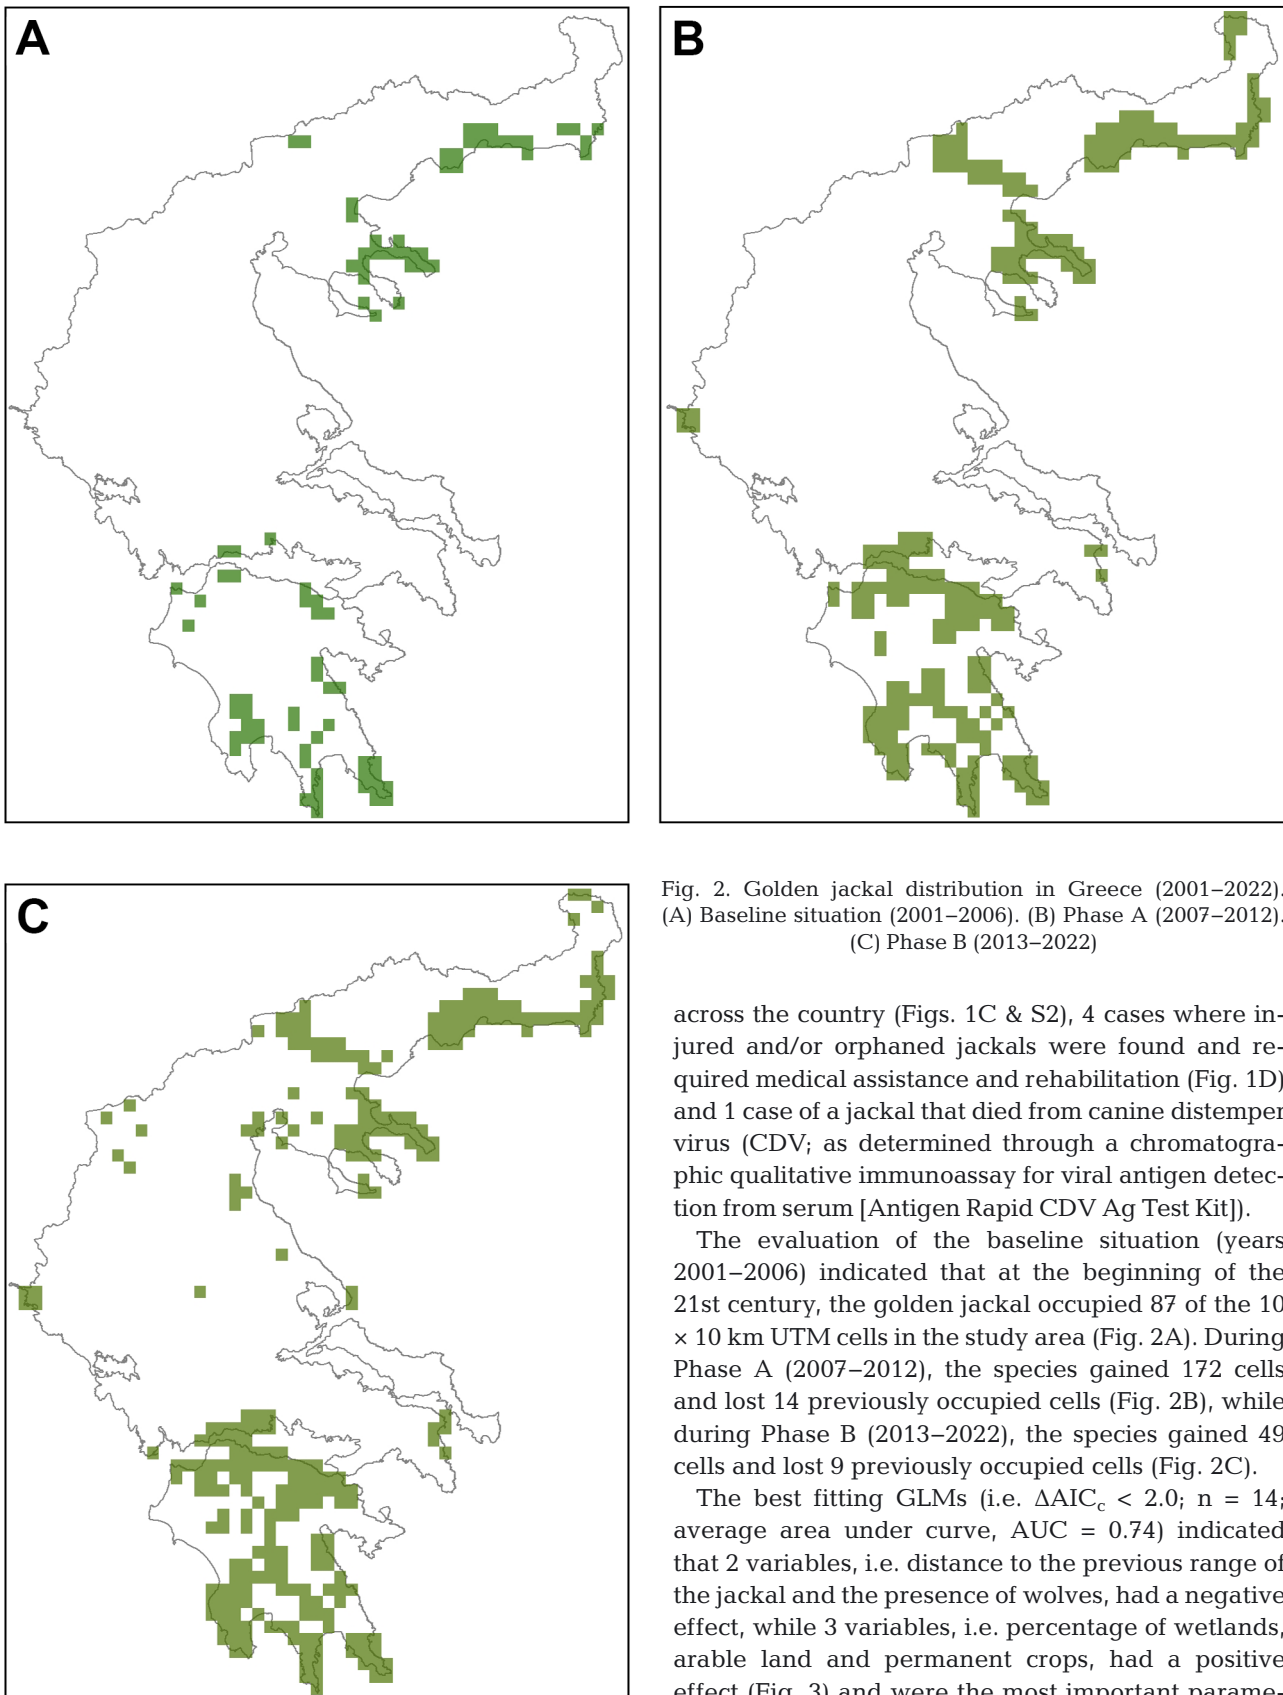 A
B
C
Fig. 2. Golden jackal distribution in Greece (2001–2022).
(A) Baseline situation (2001–2006). (B) Phase A (2007–2012).
(C) Phase B (2013–2022)
across the country (Figs. 1C & S2), 4 cases where in-
jured and/or orphaned jackals were found and re-
quired medical assistance and rehabilitation (Fig. 1D)
and 1 case of a jackal that died from canine distemper
virus (CDV; as determined through a chromatogra-
phic qualitative immunoassay for viral antigen detec-
tion from serum [Antigen Rapid CDV Ag Test Kit]).
The evaluation of the baseline situation (years
2001–2006) indicated that at the beginning of the
21st century, the golden jackal occupied 87 of the 10
× 10 km UTM cells in the study area (Fig. 2A). During
Phase A (2007–2012), the species gained 172 cells
and lost 14 previously occupied cells (Fig. 2B), while
during Phase B (2013–2022), the species gained 49
cells and lost 9 previously occupied cells (Fig. 2C).
The best fitting GLMs (i.e. ΔAICc < 2.0; n = 14;
average area under curve, AUC = 0.74) indicated
that 2 variables, i.e. distance to the previous range of
the jackal and the presence of wolves, had a negative
effect, while 3 variables, i.e. percentage of wetlands,
arable land and permanent crops, had a positive
effect (Fig. 3) and were the most important parame-